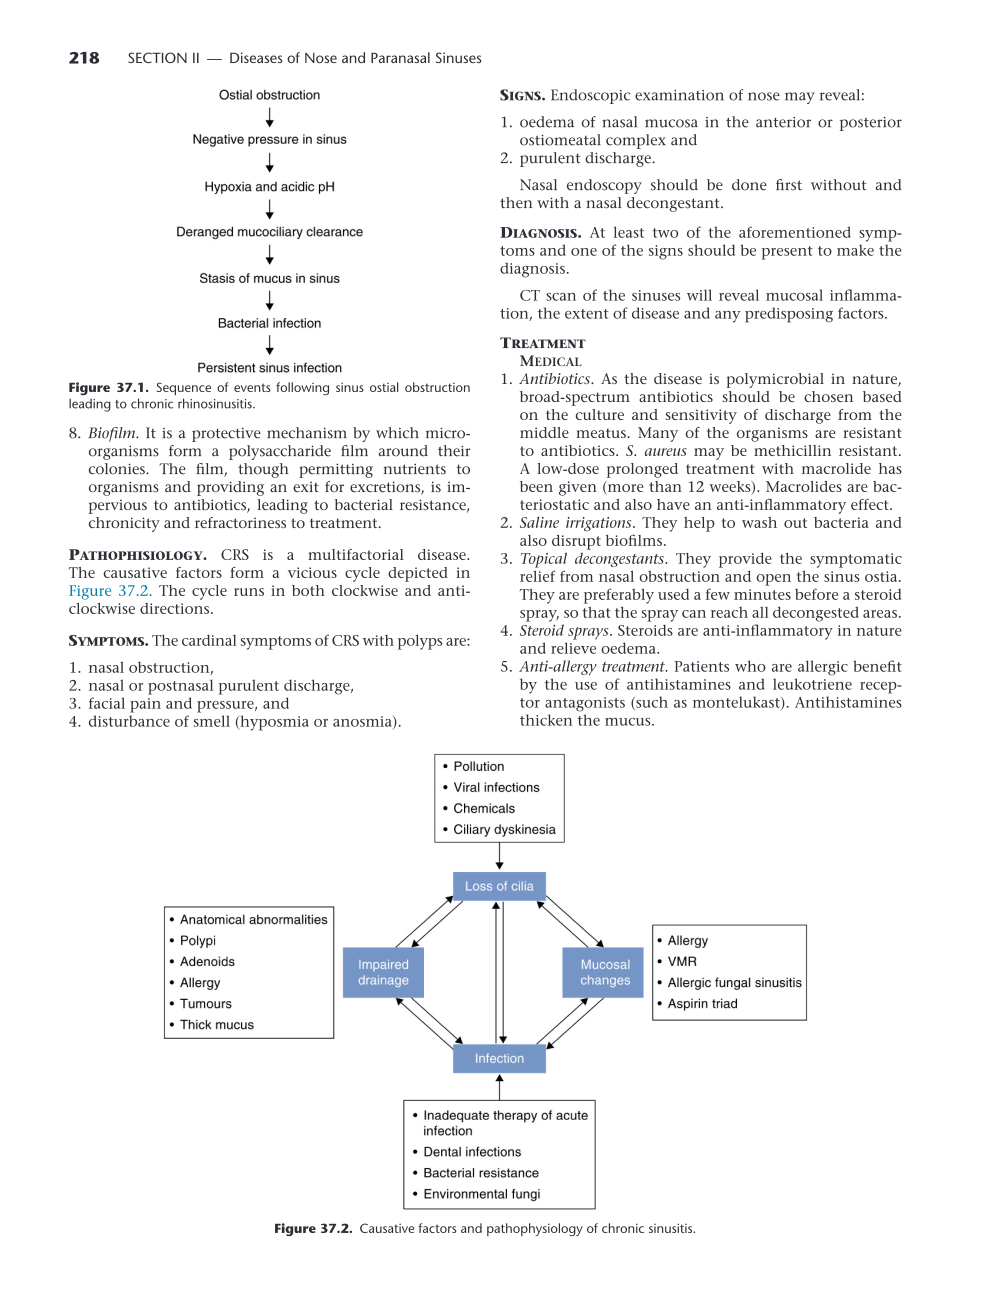 218 SECTION II — Diseases of Nose and Paranasal Sinuses
Ostial obstruction
Negative pressure in sinus
Hypoxia and acidic pH
Deranged mucociliary clearance
Stasis of mucus in sinus
Bacterial infection
Persistent sinus infection
Figure 37.1. Sequence of events following sinus ostial obstruction
leading to chronic rhinosinusitis.
8. Biofilm. It is a protective mechanism by which micro-
organisms form a polysaccharide film around their
colonies. The film, though permitting nutrients to
organisms and providing an exit for excretions, is im-
pervious to antibiotics, leading to bacterial resistance,
chronicity and refractoriness to treatment.
PATHOPHISIOLOGY. CRS is a multifactorial disease.
The causative factors form a vicious cycle depicted in
Figure 37.2. The cycle runs in both clockwise and anti-
clockwise directions.
SYMPTOMS. The cardinal symptoms of CRS with polyps are:
1. nasal obstruction,
2. nasal or postnasal purulent discharge,
3. facial pain and pressure, and
4. disturbance of smell (hyposmia or anosmia).
SIGNS. Endoscopic examination of nose may reveal:
1. oedema of nasal mucosa in the anterior or posterior
ostiomeatal complex and
2. purulent discharge.
Nasal endoscopy should be done first without and
then with a nasal decongestant.
DIAGNOSIS. At least two of the aforementioned symp-
toms and one of the signs should be present to make the
diagnosis.
CT scan of the sinuses will reveal mucosal inflamma-
tion, the extent of disease and any predisposing factors.
TREATMENT
MEDICAL
1. Antibiotics. As the disease is polymicrobial in nature,
broad-spectrum antibiotics should be chosen based
on the culture and sensitivity of discharge from the
middle meatus. Many of the organisms are resistant
to antibiotics. S. aureus may be methicillin resistant.
A low-dose prolonged treatment with macrolide has
been given (more than 12 weeks). Macrolides are bac-
teriostatic and also have an anti-inflammatory effect.
2. Saline irrigations. They help to wash out bacteria and
also disrupt biofilms.
3. Topical decongestants. They provide the symptomatic
relief from nasal obstruction and open the sinus ostia.
They are preferably used a few minutes before a steroid
spray, so that the spray can reach all decongested areas.
4. Steroid sprays. Steroids are anti-inflammatory in nature
and relieve oedema.
5. Anti-allergy treatment. Patients who are allergic benefit
by the use of antihistamines and leukotriene recep-
tor antagonists (such as montelukast). Antihistamines
thicken the mucus.
• Pollution
• Viral infections
• Chemicals
• Ciliary dyskinesia
Loss of cilia
• Anatomical abnormalities
• Polypi
• Adenoids
• Allergy
• Tumours
• Thick mucus
Impaired
drainage
Mucosal
changes
• Allergy
• VMR
• Allergic fungal sinusitis
• Aspirin triad
Infection
• Inadequate therapy of acute
infection
• Dental infections
• Bacterial resistance
• Environmental fungi
Figure 37.2. Causative factors and pathophysiology of chronic sinusitis.